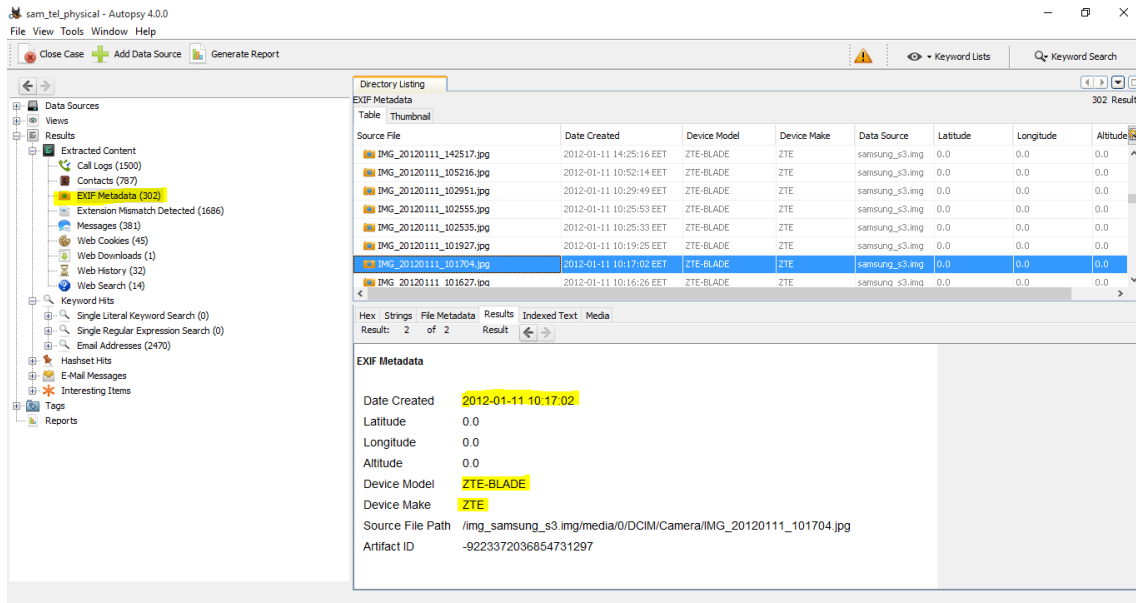 sam_tel_physical - Autopsy 4.0.0
File View Tools Window Help
Close Case Add Data Source Generate Report Keyword Lists Keyword Search
Data Sources
Views
Results
Extracted Content
Call Logs (1500)
Contacts (787)
EXIF Metadata (302)
Extension Mismatch Detected (1686)
Messages (381)
Web Cookies (45)
Web Downloads (1)
Web History (32)
Web Search (14)
Keyword Hits
Single Literal Keyword Search (0)
Single Regular Expression Search (0)
Email Addresses (2470)
Hashset Hits
E-Mail Messages
Interesting Items
Tags
Reports
Directory Listing
EXIF Metadata 302 Result
Table Thumbnail
Source File Date Created Device Model Device Make Data Source Latitude Longitude Altitude
IMG_20120111_142517.jpg 2012-01-11 14:25:16 EET ZTE-BLADE ZTE samsung_s3.img 0.0 0.0 0.0
IMG_20120111_105216.jpg 2012-01-11 10:52:14 EET ZTE-BLADE ZTE samsung_s3.img 0.0 0.0 0.0
IMG_20120111_102951.jpg 2012-01-11 10:29:49 EET ZTE-BLADE ZTE samsung_s3.img 0.0 0.0 0.0
IMG_20120111_102555.jpg 2012-01-11 10:25:53 EET ZTE-BLADE ZTE samsung_s3.img 0.0 0.0 0.0
IMG_20120111_102535.jpg 2012-01-11 10:25:33 EET ZTE-BLADE ZTE samsung_s3.img 0.0 0.0 0.0
IMG_20120111_101927.jpg 2012-01-11 10:19:25 EET ZTE-BLADE ZTE samsung_s3.img 0.0 0.0 0.0
IMG_20120111_101704.jpg 2012-01-11 10:17:02 EET ZTE-BLADE ZTE samsung_s3.img 0.0 0.0 0.0
IMG_20120111_101627.jpg 2012-01-11 10:16:26 EET ZTE-BLADE ZTE samsung_s3.img 0.0 0.0 0.0
Hex Strings File Metadata Results Indexed Text Media
Result: 2 of 2 Result
EXIF Metadata
Date Created 2012-01-11 10:17:02
Latitude 0.0
Longitude 0.0
Altitude 0.0
Device Model ZTE-BLADE
Device Make ZTE
Source File Path /img_samsung_s3.img/media/0/DCIM/Camera/IMG_20120111_101704.jpg
Artifact ID -9223372036854731297